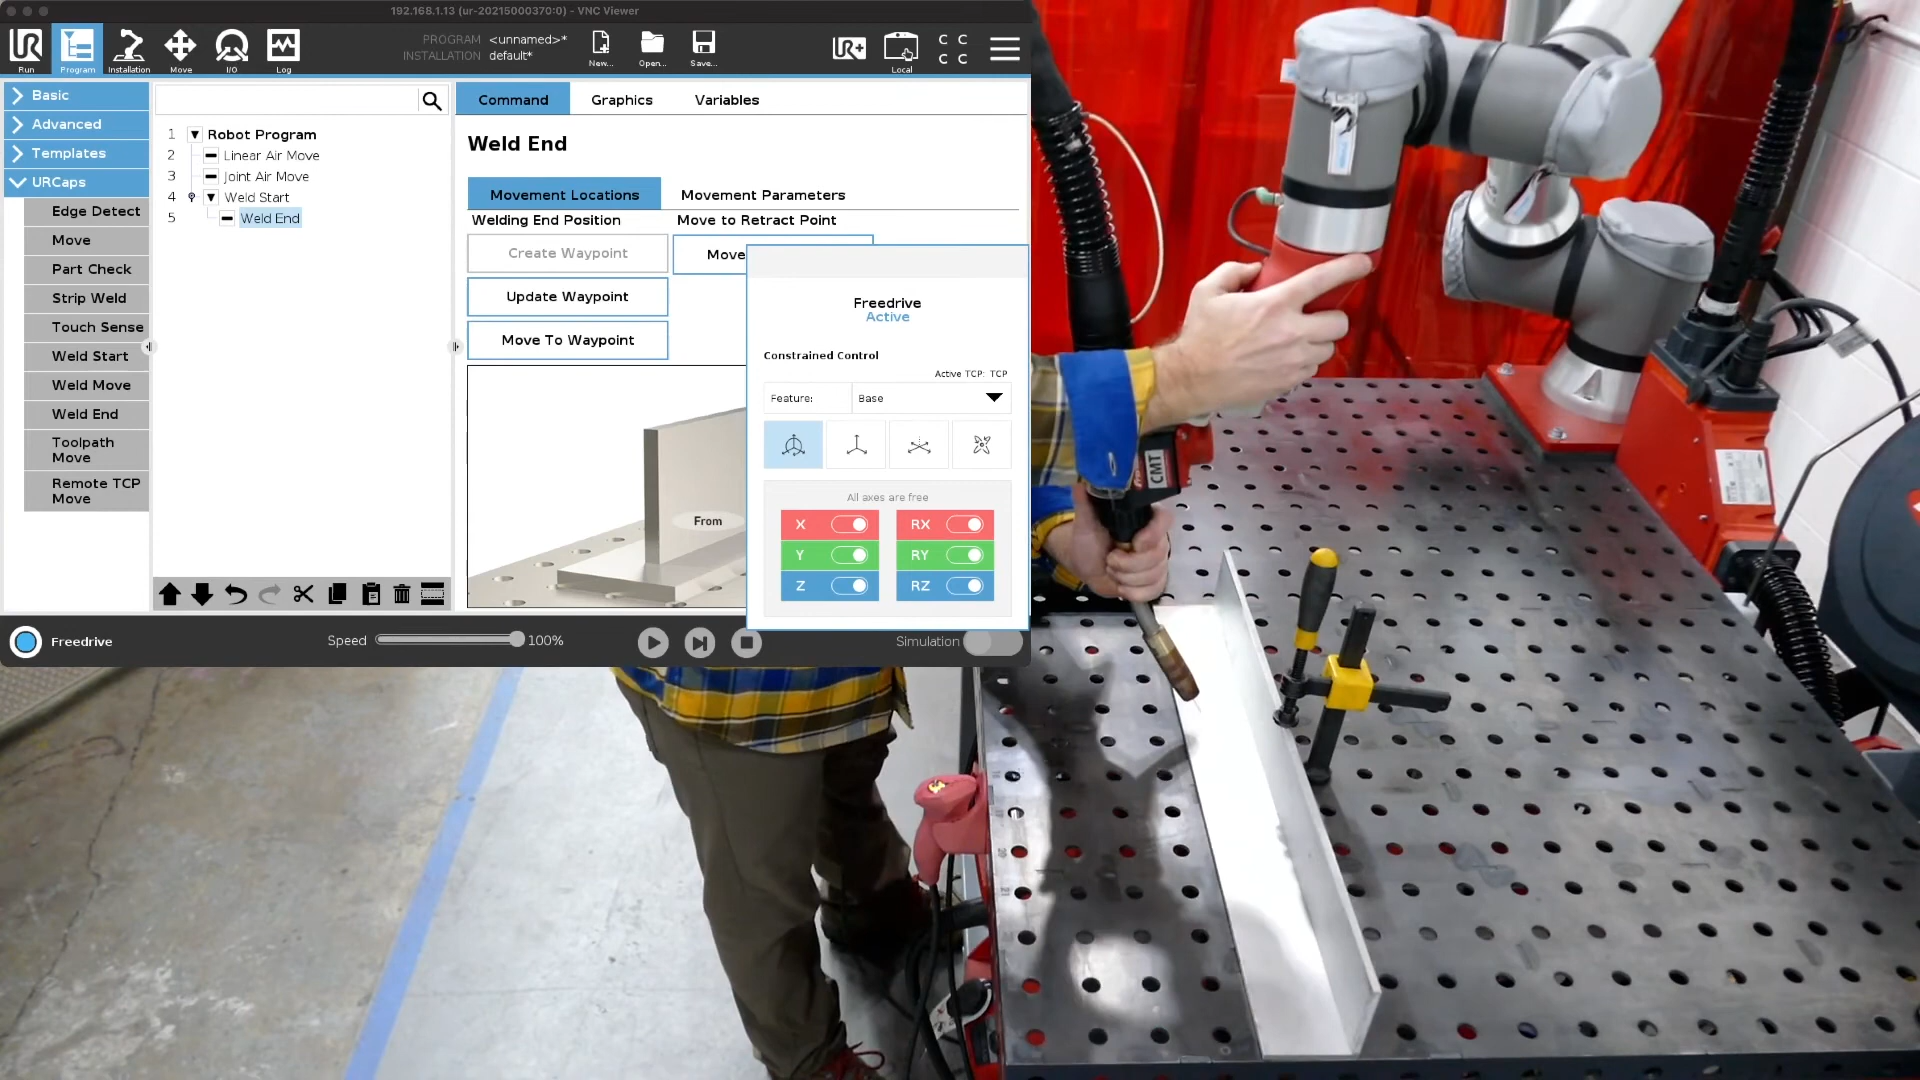 192.168.1.13 (ur-20215000370:0) - VNC Viewer
UR
Run
Program
Installation
Move
I/O
Log
PROGRAM <unnamed>*
INSTALLATION default*
New...
Open...
Save...
UR+
Local
C C
C C
Basic
Advanced
Templates
URCaps
Edge Detect
Move
Part Check
Strip Weld
Touch Sense
Weld Start
Weld Move
Weld End
Toolpath
Move
Remote TCP
Move
1 Robot Program
2 Linear Air Move
3 Joint Air Move
4 Weld Start
5 Weld End
Command Graphics Variables
Weld End
Movement Locations Movement Parameters
Welding End Position Move to Retract Point
Create Waypoint
Move
Update Waypoint
Move To Waypoint
From
Freedrive
Active
Constrained Control
Active TCP: TCP
Feature: Base
All axes are free
X RX
Y RY
Z RZ
Freedrive
Speed 100%
Simulation
CMT